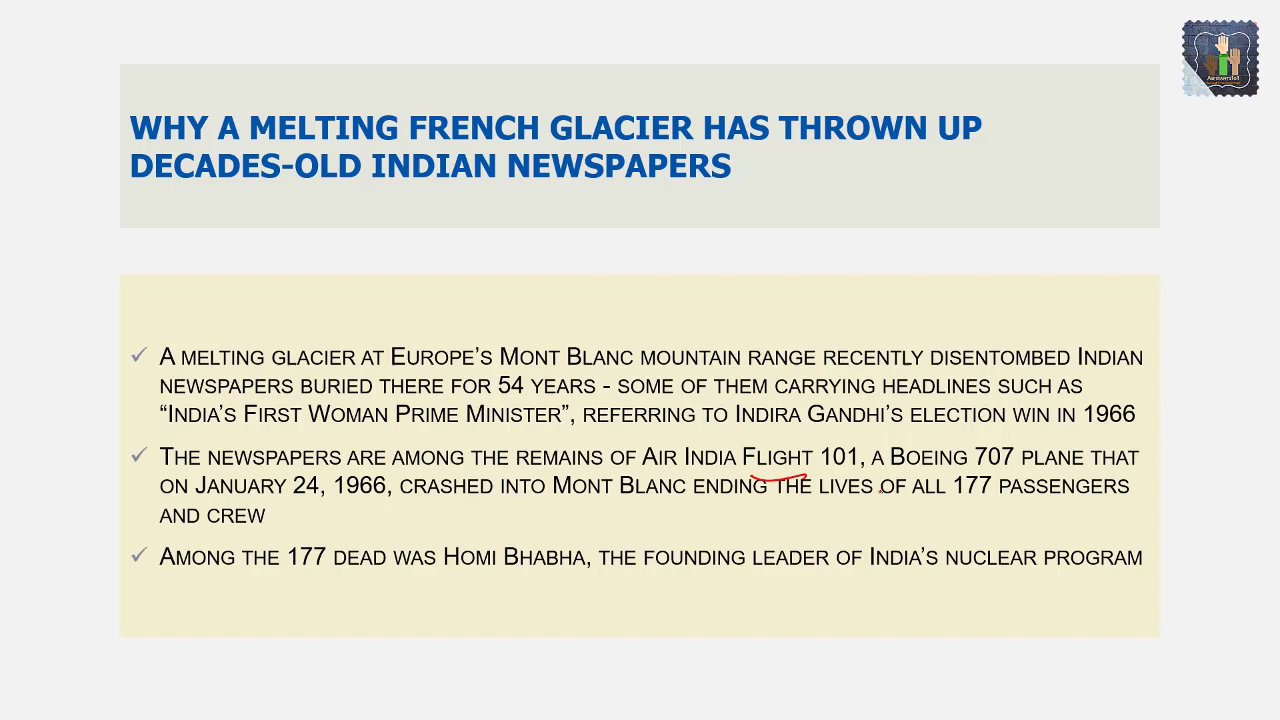 WHY A MELTING FRENCH GLACIER HAS THROWN UP
DECADES-OLD INDIAN NEWSPAPERS
A MELTING GLACIER AT EUROPE'S MONT BLANC MOUNTAIN RANGE RECENTLY DISENTOMBED INDIAN
NEWSPAPERS BURIED THERE FOR 54 YEARS - SOME OF THEM CARRYING HEADLINES SUCH AS
“INDIA'S FIRST WOMAN PRIME MINISTER”, REFERRING TO INDIRA GANDHI'S ELECTION WIN IN 1966
THE NEWSPAPERS ARE AMONG THE REMAINS OF AIR INDIA FLIGHT 101, A BOEING 707 PLANE THAT
ON JANUARY 24, 1966, CRASHED INTO MONT BLANC ENDING THE LIVES OF ALL 177 PASSENGERS
AND CREW
AMONG THE 177 DEAD WAS HOMI BHABHA, THE FOUNDING LEADER OF INDIA'S NUCLEAR PROGRAM